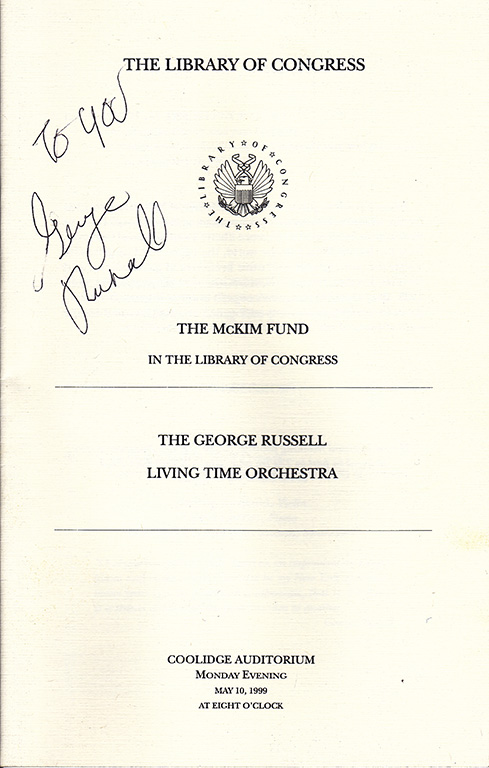 THE LIBRARY OF CONGRESS
To you
George
Russell
THE LIBRARY OF CONGRESS
THE McKIM FUND
IN THE LIBRARY OF CONGRESS
THE GEORGE RUSSELL
LIVING TIME ORCHESTRA
COOLIDGE AUDITORIUM
MONDAY EVENING
MAY 10, 1999
AT EIGHT O'CLOCK